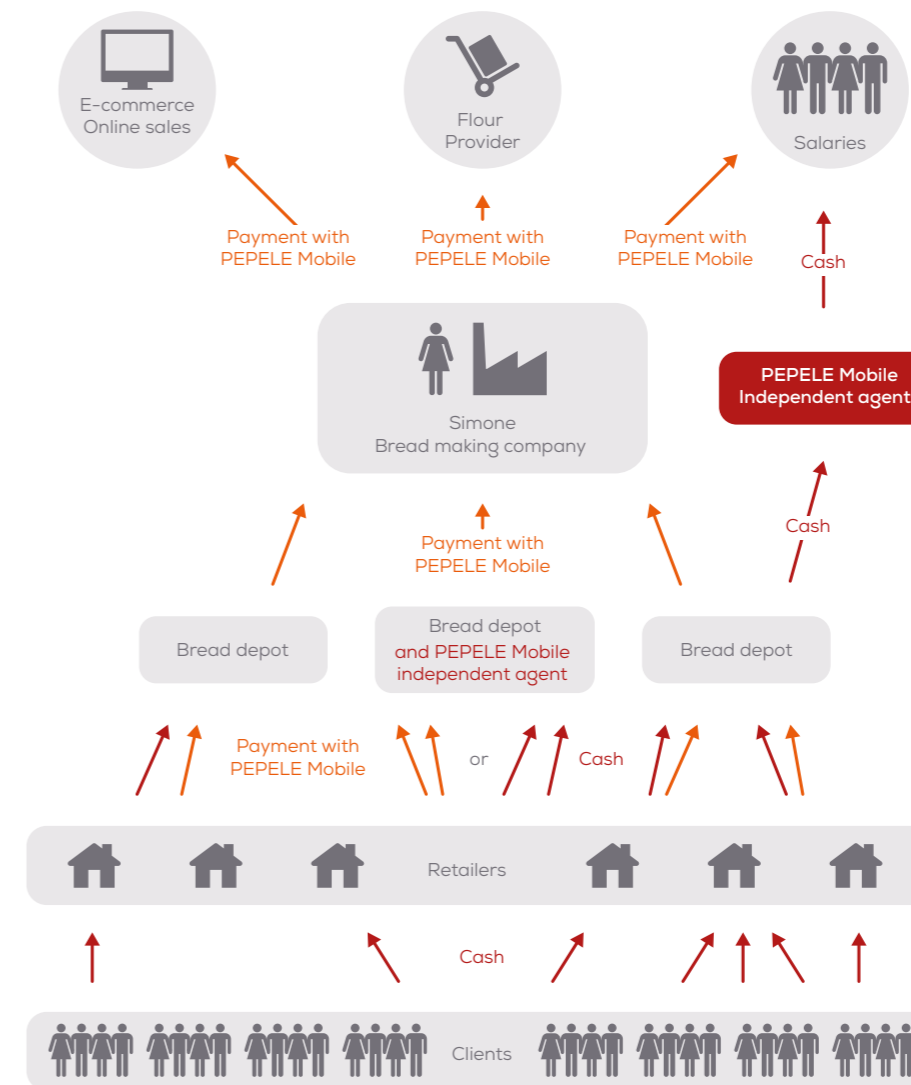 E-commerce
Online sales
Flour
Provider
Salaries
Payment with
PEPELE Mobile
Payment with
PEPELE Mobile
Payment with
PEPELE Mobile
Cash
PEPELE Mobile
Independent agent
Simone
Bread making company
Cash
Payment with
PEPELE Mobile
Bread depot
Bread depot
and PEPELE Mobile
independent agent
Bread depot
Payment with
PEPELE Mobile
or
Cash
Retailers
Cash
Clients